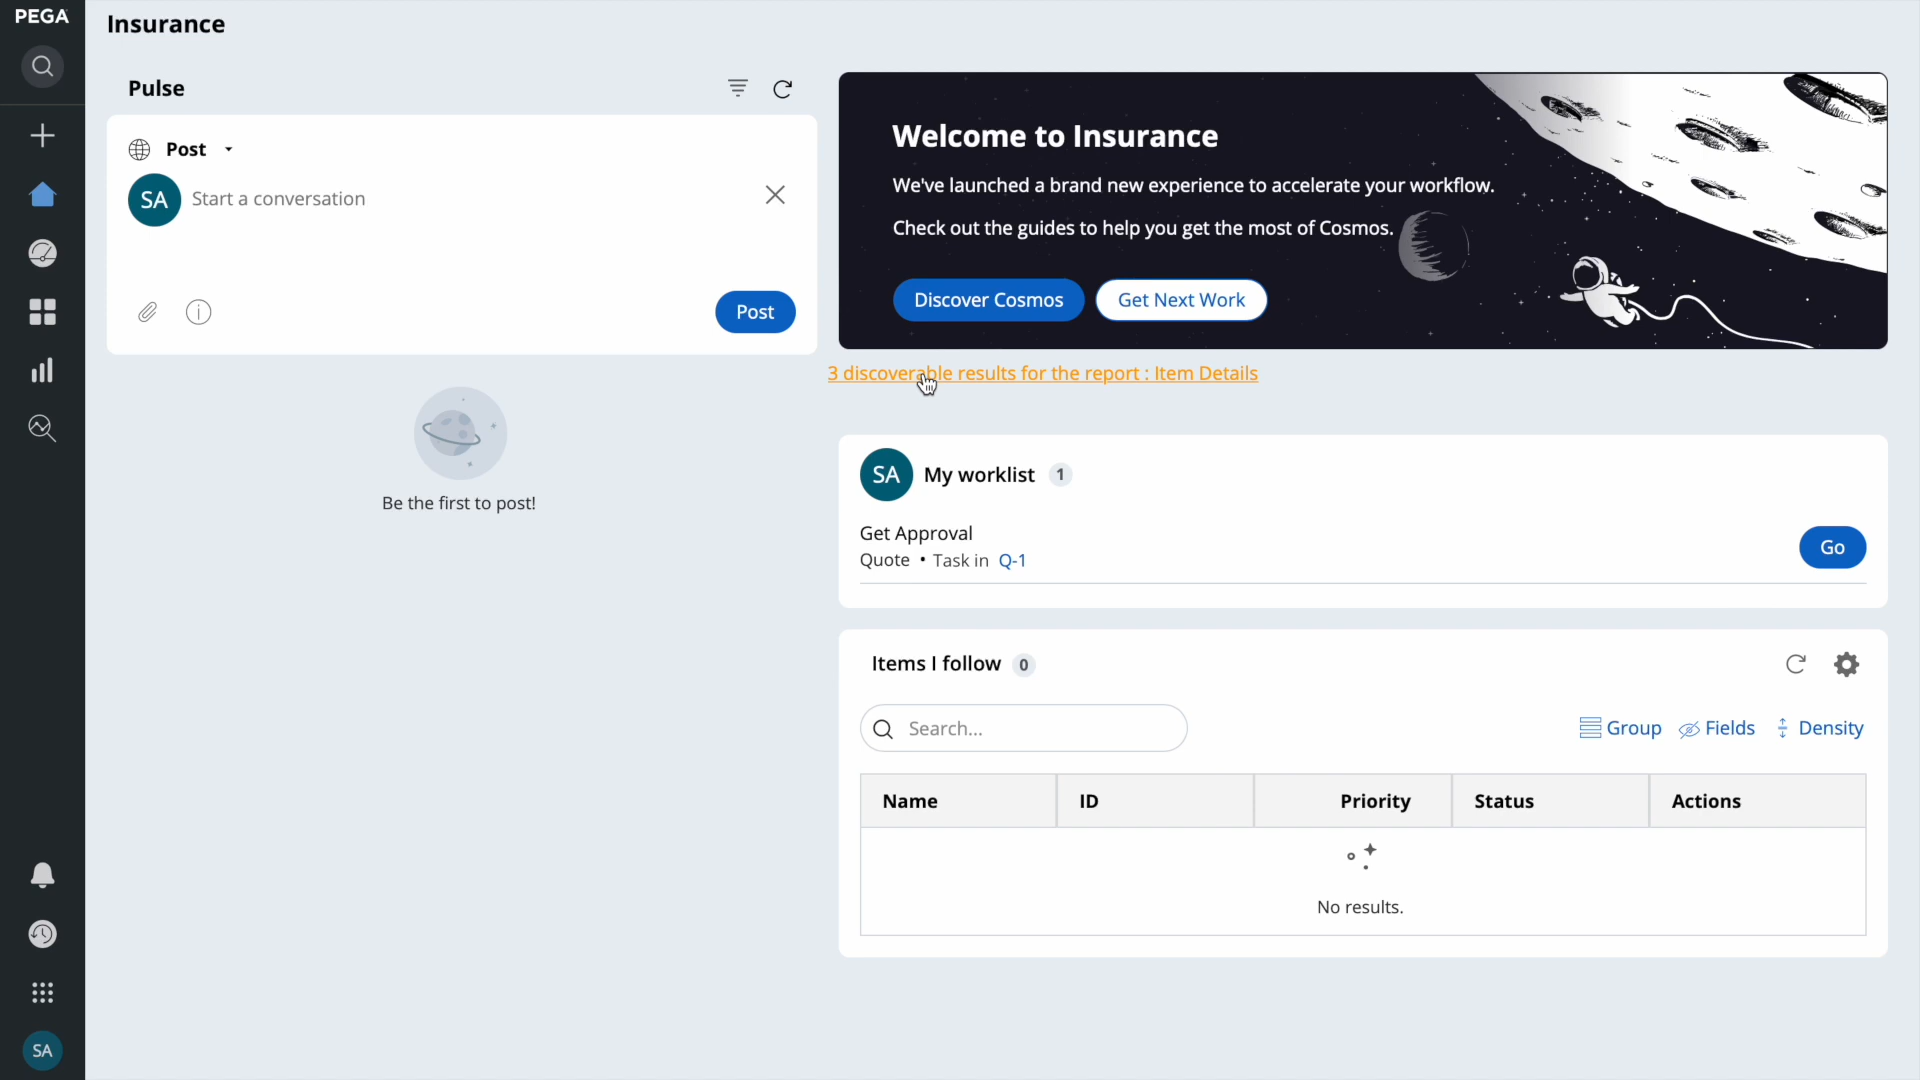 PEGA
Insurance
Pulse
Post
SA
Start a conversation
Post
Be the first to post!
Welcome to Insurance
We've launched a brand new experience to accelerate your workflow.
Check out the guides to help you get the most of Cosmos.
Discover Cosmos
Get Next Work
3 discoverable results for the report : Item Details
SA
My worklist 1
Get Approval
Quote • Task in Q-1
Go
Items I follow 0
Search...
Group
Fields
Density
Name
ID
Priority
Status
Actions
No results.
SA